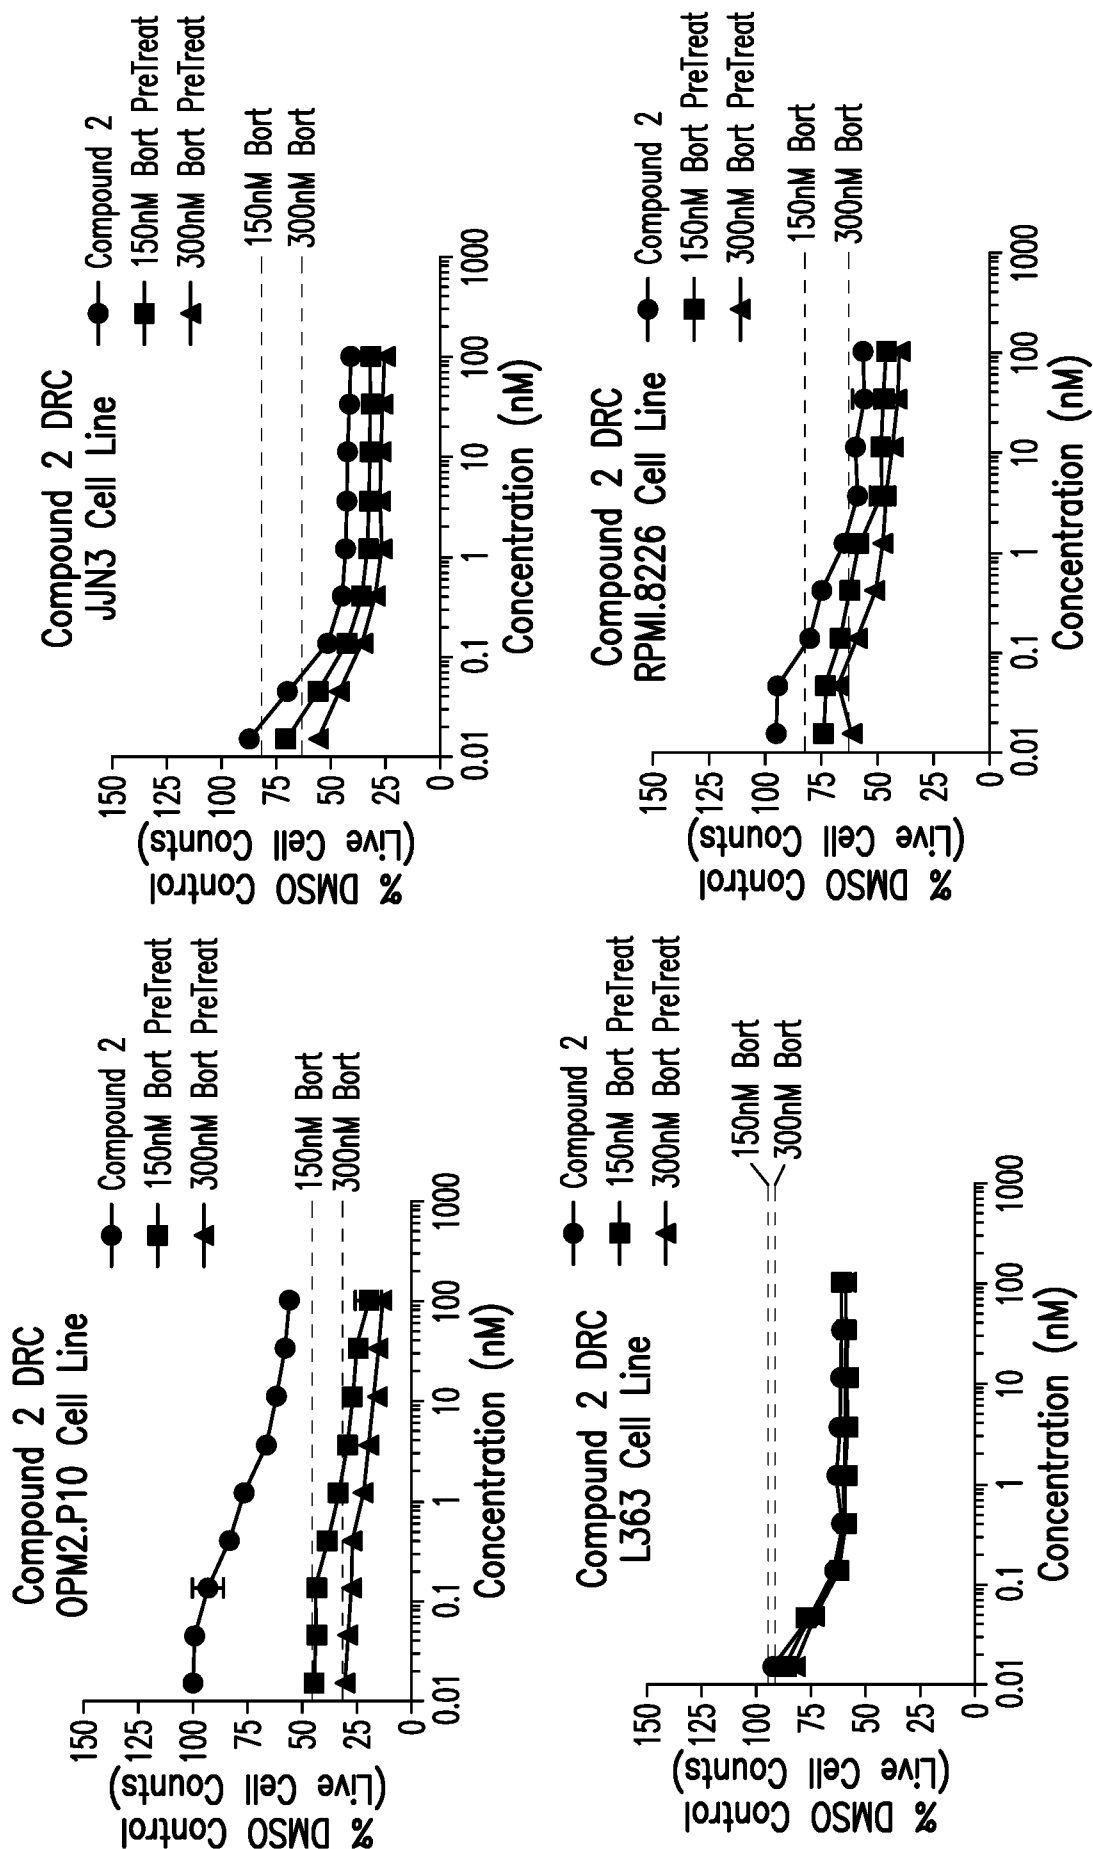 Compound 2 DRC
OPM2.P10 Cell Line
% DMSO Control
(Live Cell Counts)
150
125
100
75
50
25
0
0.01
0.1
1
10
100
1000
Concentration (nM)
Compound 2
150nM Bort PreTreat
300nM Bort PreTreat
150nM Bort
300nM Bort
Compound 2 DRC
JJN3 Cell Line
% DMSO Control
(Live Cell Counts)
150
125
100
75
50
25
0
0.01
0.1
1
10
100
1000
Concentration (nM)
Compound 2
150nM Bort PreTreat
300nM Bort PreTreat
150nM Bort
300nM Bort
Compound 2 DRC
L363 Cell Line
% DMSO Control
(Live Cell Counts)
150
125
100
75
50
25
0
0.01
0.1
1
10
100
1000
Concentration (nM)
Compound 2
150nM Bort PreTreat
300nM Bort PreTreat
150nM Bort
300nM Bort
Compound 2 DRC
RPMI.8226 Cell Line
% DMSO Control
(Live Cell Counts)
150
125
100
75
50
25
0
0.01
0.1
1
10
100
1000
Concentration (nM)
Compound 2
150nM Bort PreTreat
300nM Bort PreTreat
150nM Bort
300nM Bort